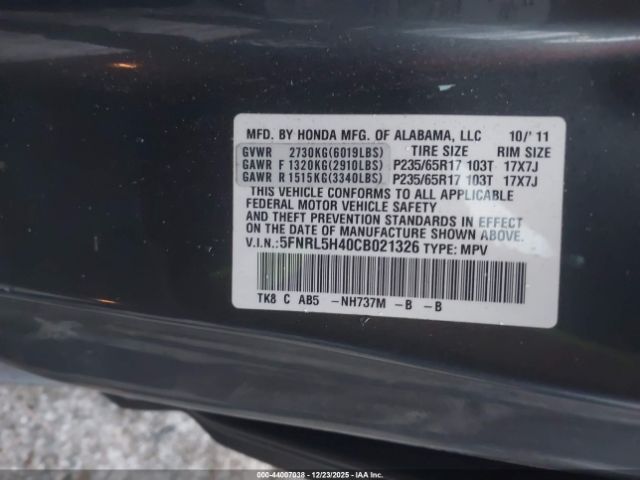 MFD. BY HONDA MFG. OF ALABAMA, LLC 10/'11
TIRE SIZE RIM SIZE
GVWR 2730KG(6019LBS)
GAWR F 1320KG(2910LBS) P235/65R17 103T 17X7J
GAWR R 1515KG(3340LBS) P235/65R17 103T 17X7J
THIS VEHICLE CONFORMS TO ALL APPLICABLE
FEDERAL MOTOR VEHICLE SAFETY
AND THEFT PREVENTION STANDARDS IN EFFECT
ON THE DATE OF MANUFACTURE SHOWN ABOVE.
V.I.N.:5FNRL5H40CB021326 TYPE: MPV
TK8 C AB5 -NH737M -B -B
000-44007038 - 12/23/2025 - IAA Inc.